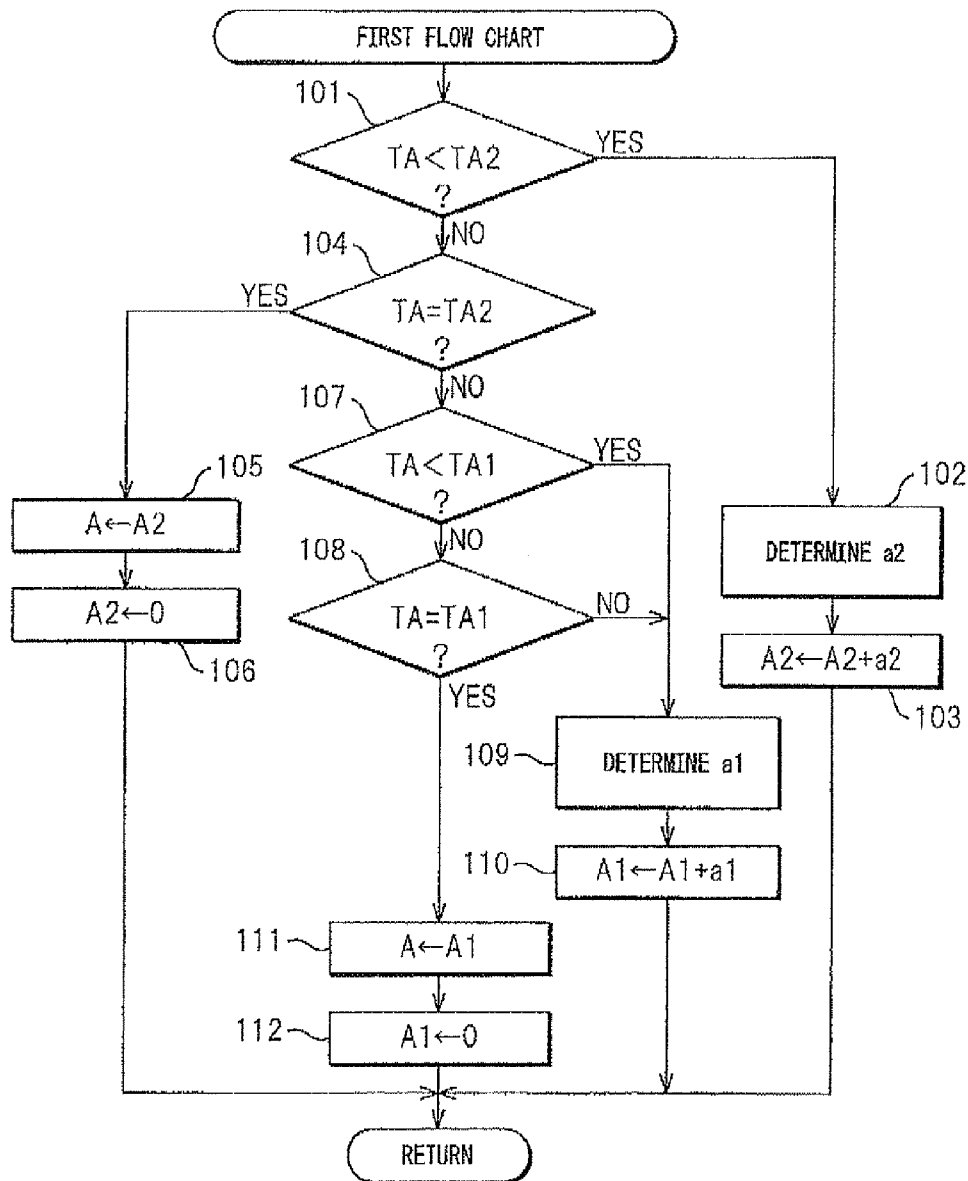 FIRST FLOW CHART
101
TA<TA2
?
YES
NO
104
YES
TA=TA2
?
NO
107
TA<TA1
?
YES
NO
105
A←A2
102
DETERMINE a2
108
TA=TA1
?
NO
YES
A2←0
106
A2←A2+a2
103
109
DETERMINE a1
110
A1←A1+a1
111
A←A1
112
A1←0
RETURN